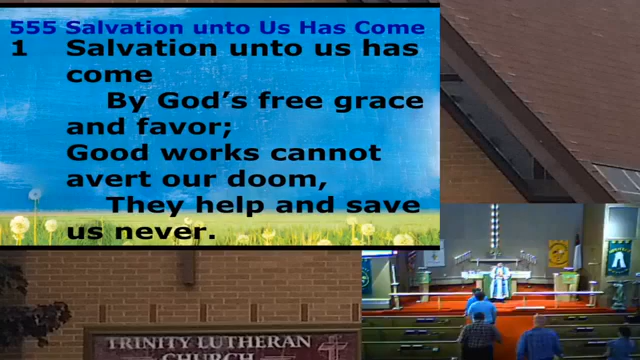 555 Salvation unto Us Has Come
1 Salvation unto us has
come
By God's free grace
and favor;
Good works cannot
avert our doom,
They help and save
us never.
TRINITY LUTHERAN
CHURCH